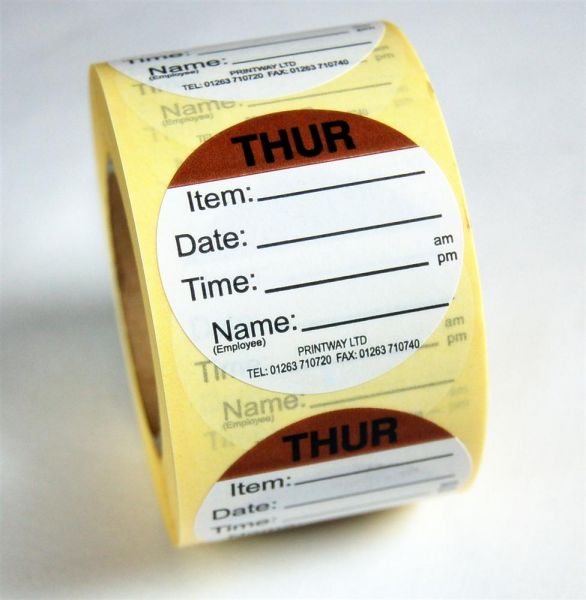 Time:
pm
Name:
(Employee)
PRINTWAY LTD
TEL: 01263 710720 FAX: 01263 710740
Name:
(Employee)
THUR
Item:
Date:
Time:
am
pm
Name:
(Employee)
PRINTWAY LTD
TEL: 01263 710720 FAX: 01263 710740
am
pm
Name:
(Employee)
THUR
Item:
Date:
Time: